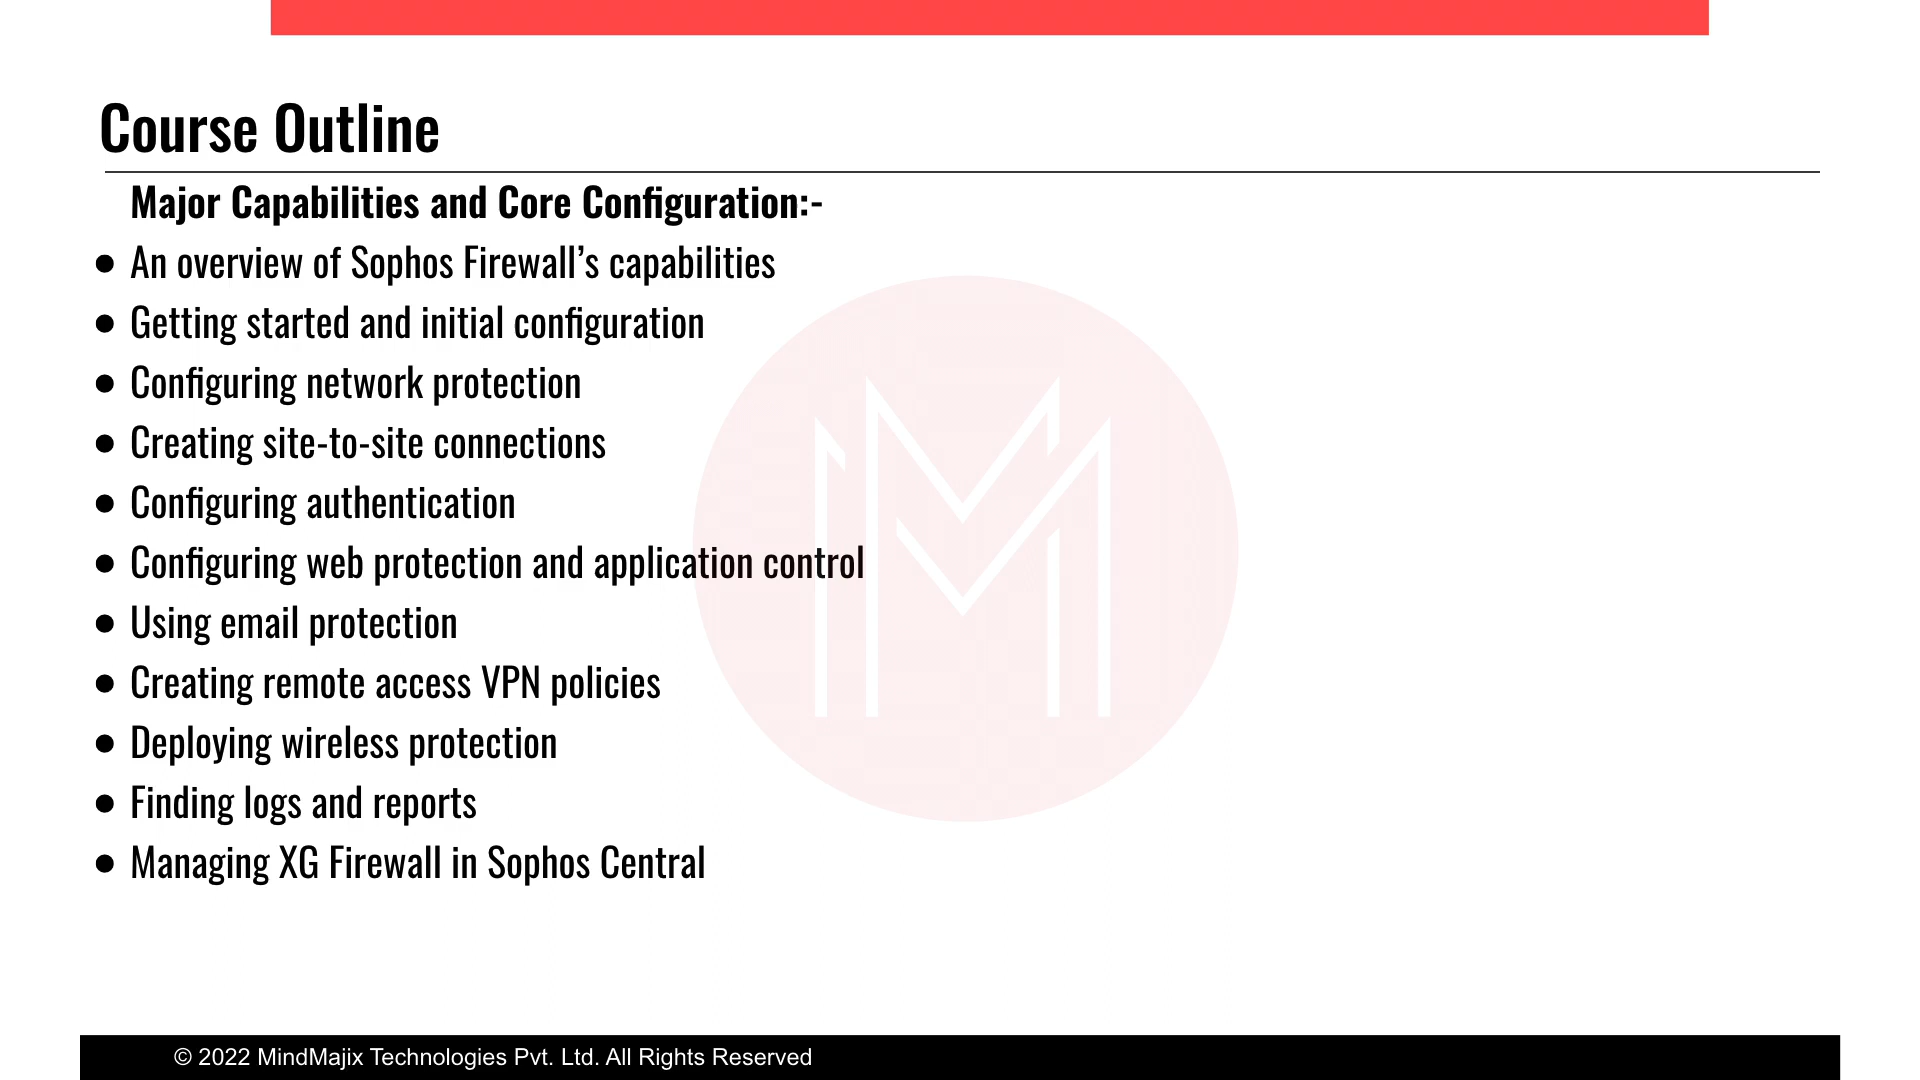 Course Outline
Major Capabilities and Core Configuration:-
● An overview of Sophos Firewall’s capabilities
● Getting started and initial configuration
● Configuring network protection
● Creating site-to-site connections
● Configuring authentication
● Configuring web protection and application control
● Using email protection
● Creating remote access VPN policies
● Deploying wireless protection
● Finding logs and reports
● Managing XG Firewall in Sophos Central
© 2022 MindMajix Technologies Pvt. Ltd. All Rights Reserved